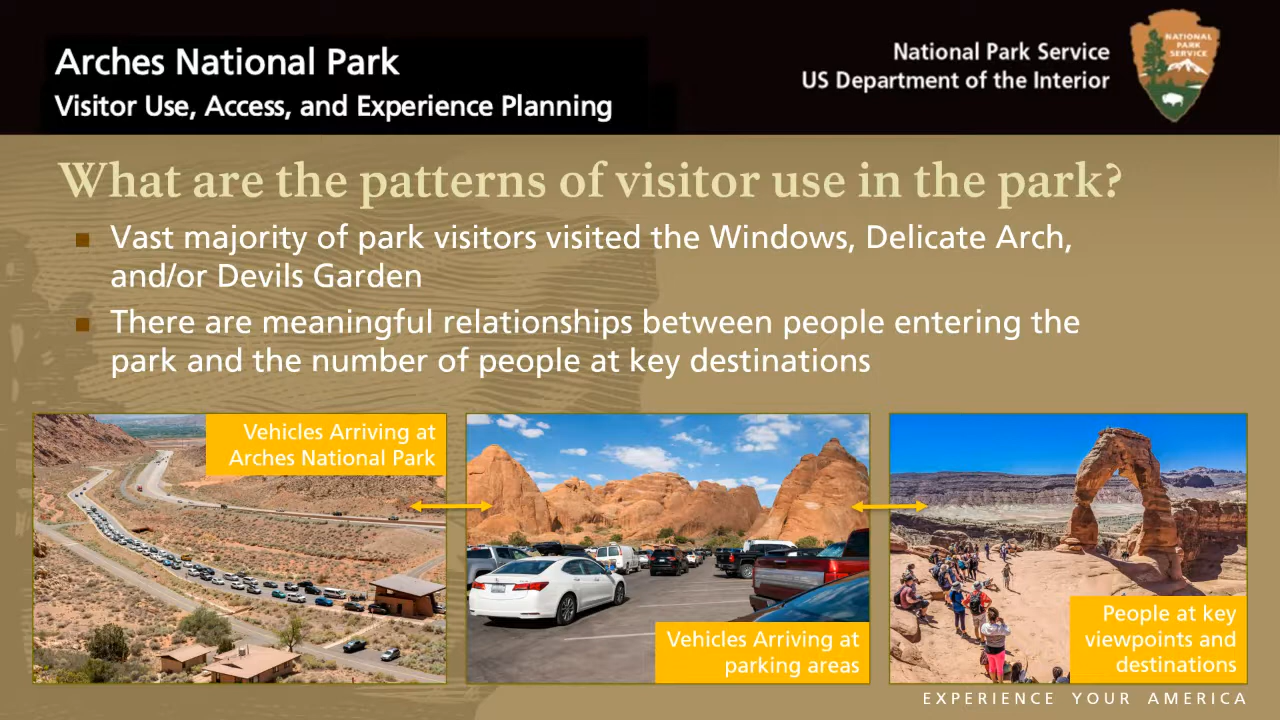 Arches National Park
Visitor Use, Access, and Experience Planning
National Park Service
US Department of the Interior
NATIONAL
PARK
SERVICE
What are the patterns of visitor use in the park?
Vast majority of park visitors visited the Windows, Delicate Arch,
and/or Devils Garden
There are meaningful relationships between people entering the
park and the number of people at key destinations
Vehicles Arriving at
Arches National Park
Vehicles Arriving at
parking areas
People at key
viewpoints and
destinations
EXPERIENCE YOUR AMERICA